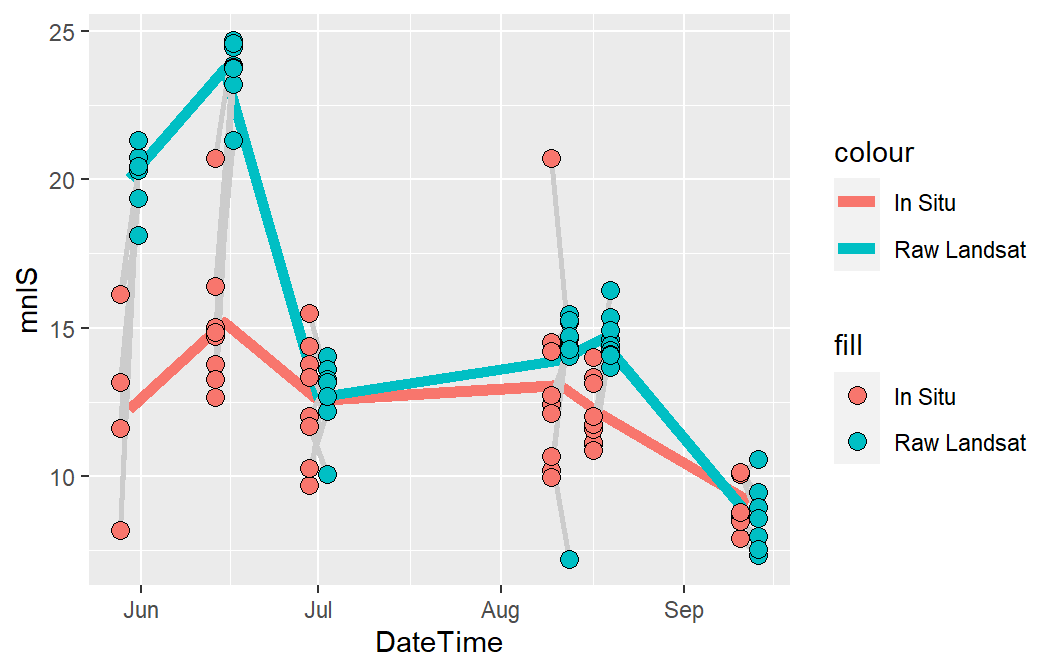 25
20
15
10
mnIS
Jun
Jul
Aug
Sep
DateTime
colour
In Situ
Raw Landsat
fill
In Situ
Raw Landsat